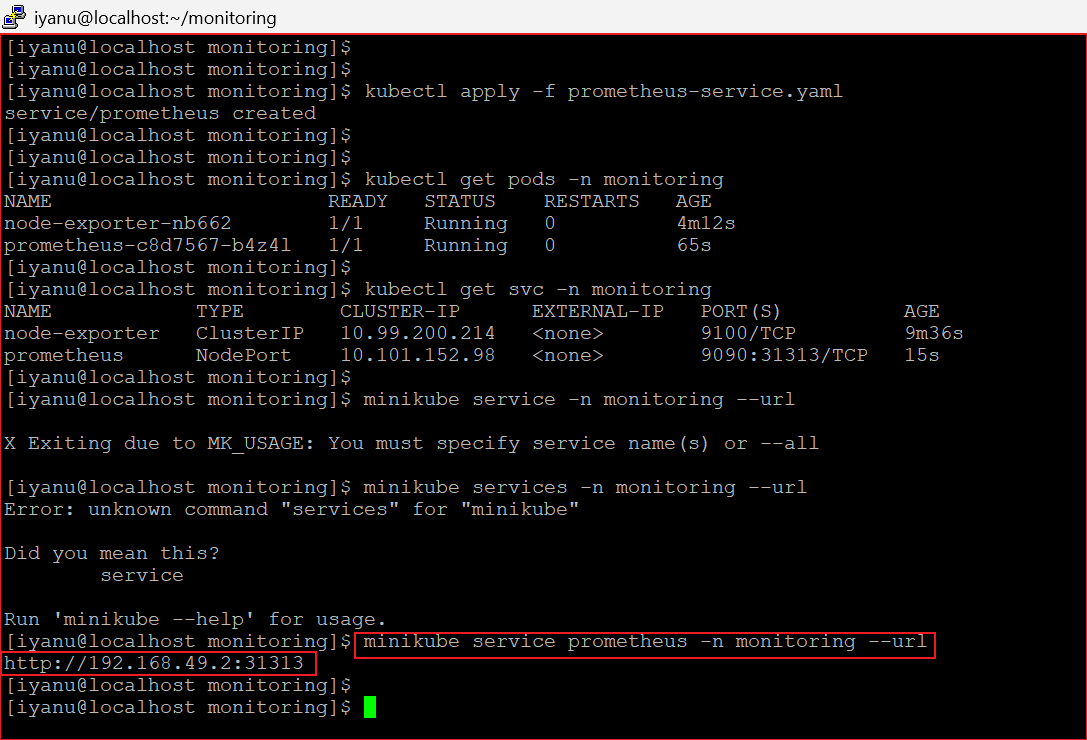 iyanu@localhost:~/monitoring
[iyanu@localhost monitoring]$
[iyanu@localhost monitoring]$
[iyanu@localhost monitoring]$ kubectl apply -f prometheus-service.yaml
service/prometheus created
[iyanu@localhost monitoring]$
[iyanu@localhost monitoring]$
[iyanu@localhost monitoring]$ kubectl get pods -n monitoring
NAME                       READY   STATUS    RESTARTS   AGE
node-exporter-nb662        1/1     Running   0          4m12s
prometheus-c8d7567-b4z4l   1/1     Running   0          65s
[iyanu@localhost monitoring]$
[iyanu@localhost monitoring]$ kubectl get svc -n monitoring
NAME            TYPE        CLUSTER-IP      EXTERNAL-IP   PORT(S)          AGE
node-exporter   ClusterIP   10.99.200.214   <none>        9100/TCP         9m36s
prometheus      NodePort    10.101.152.98   <none>        9090:31313/TCP   15s
[iyanu@localhost monitoring]$
[iyanu@localhost monitoring]$ minikube service -n monitoring --url
X Exiting due to MK_USAGE: You must specify service name(s) or --all
[iyanu@localhost monitoring]$ minikube services -n monitoring --url
Error: unknown command "services" for "minikube"
Did you mean this?
        service
Run 'minikube --help' for usage.
[iyanu@localhost monitoring]$ minikube service prometheus -n monitoring --url
http://192.168.49.2:31313
[iyanu@localhost monitoring]$
[iyanu@localhost monitoring]$